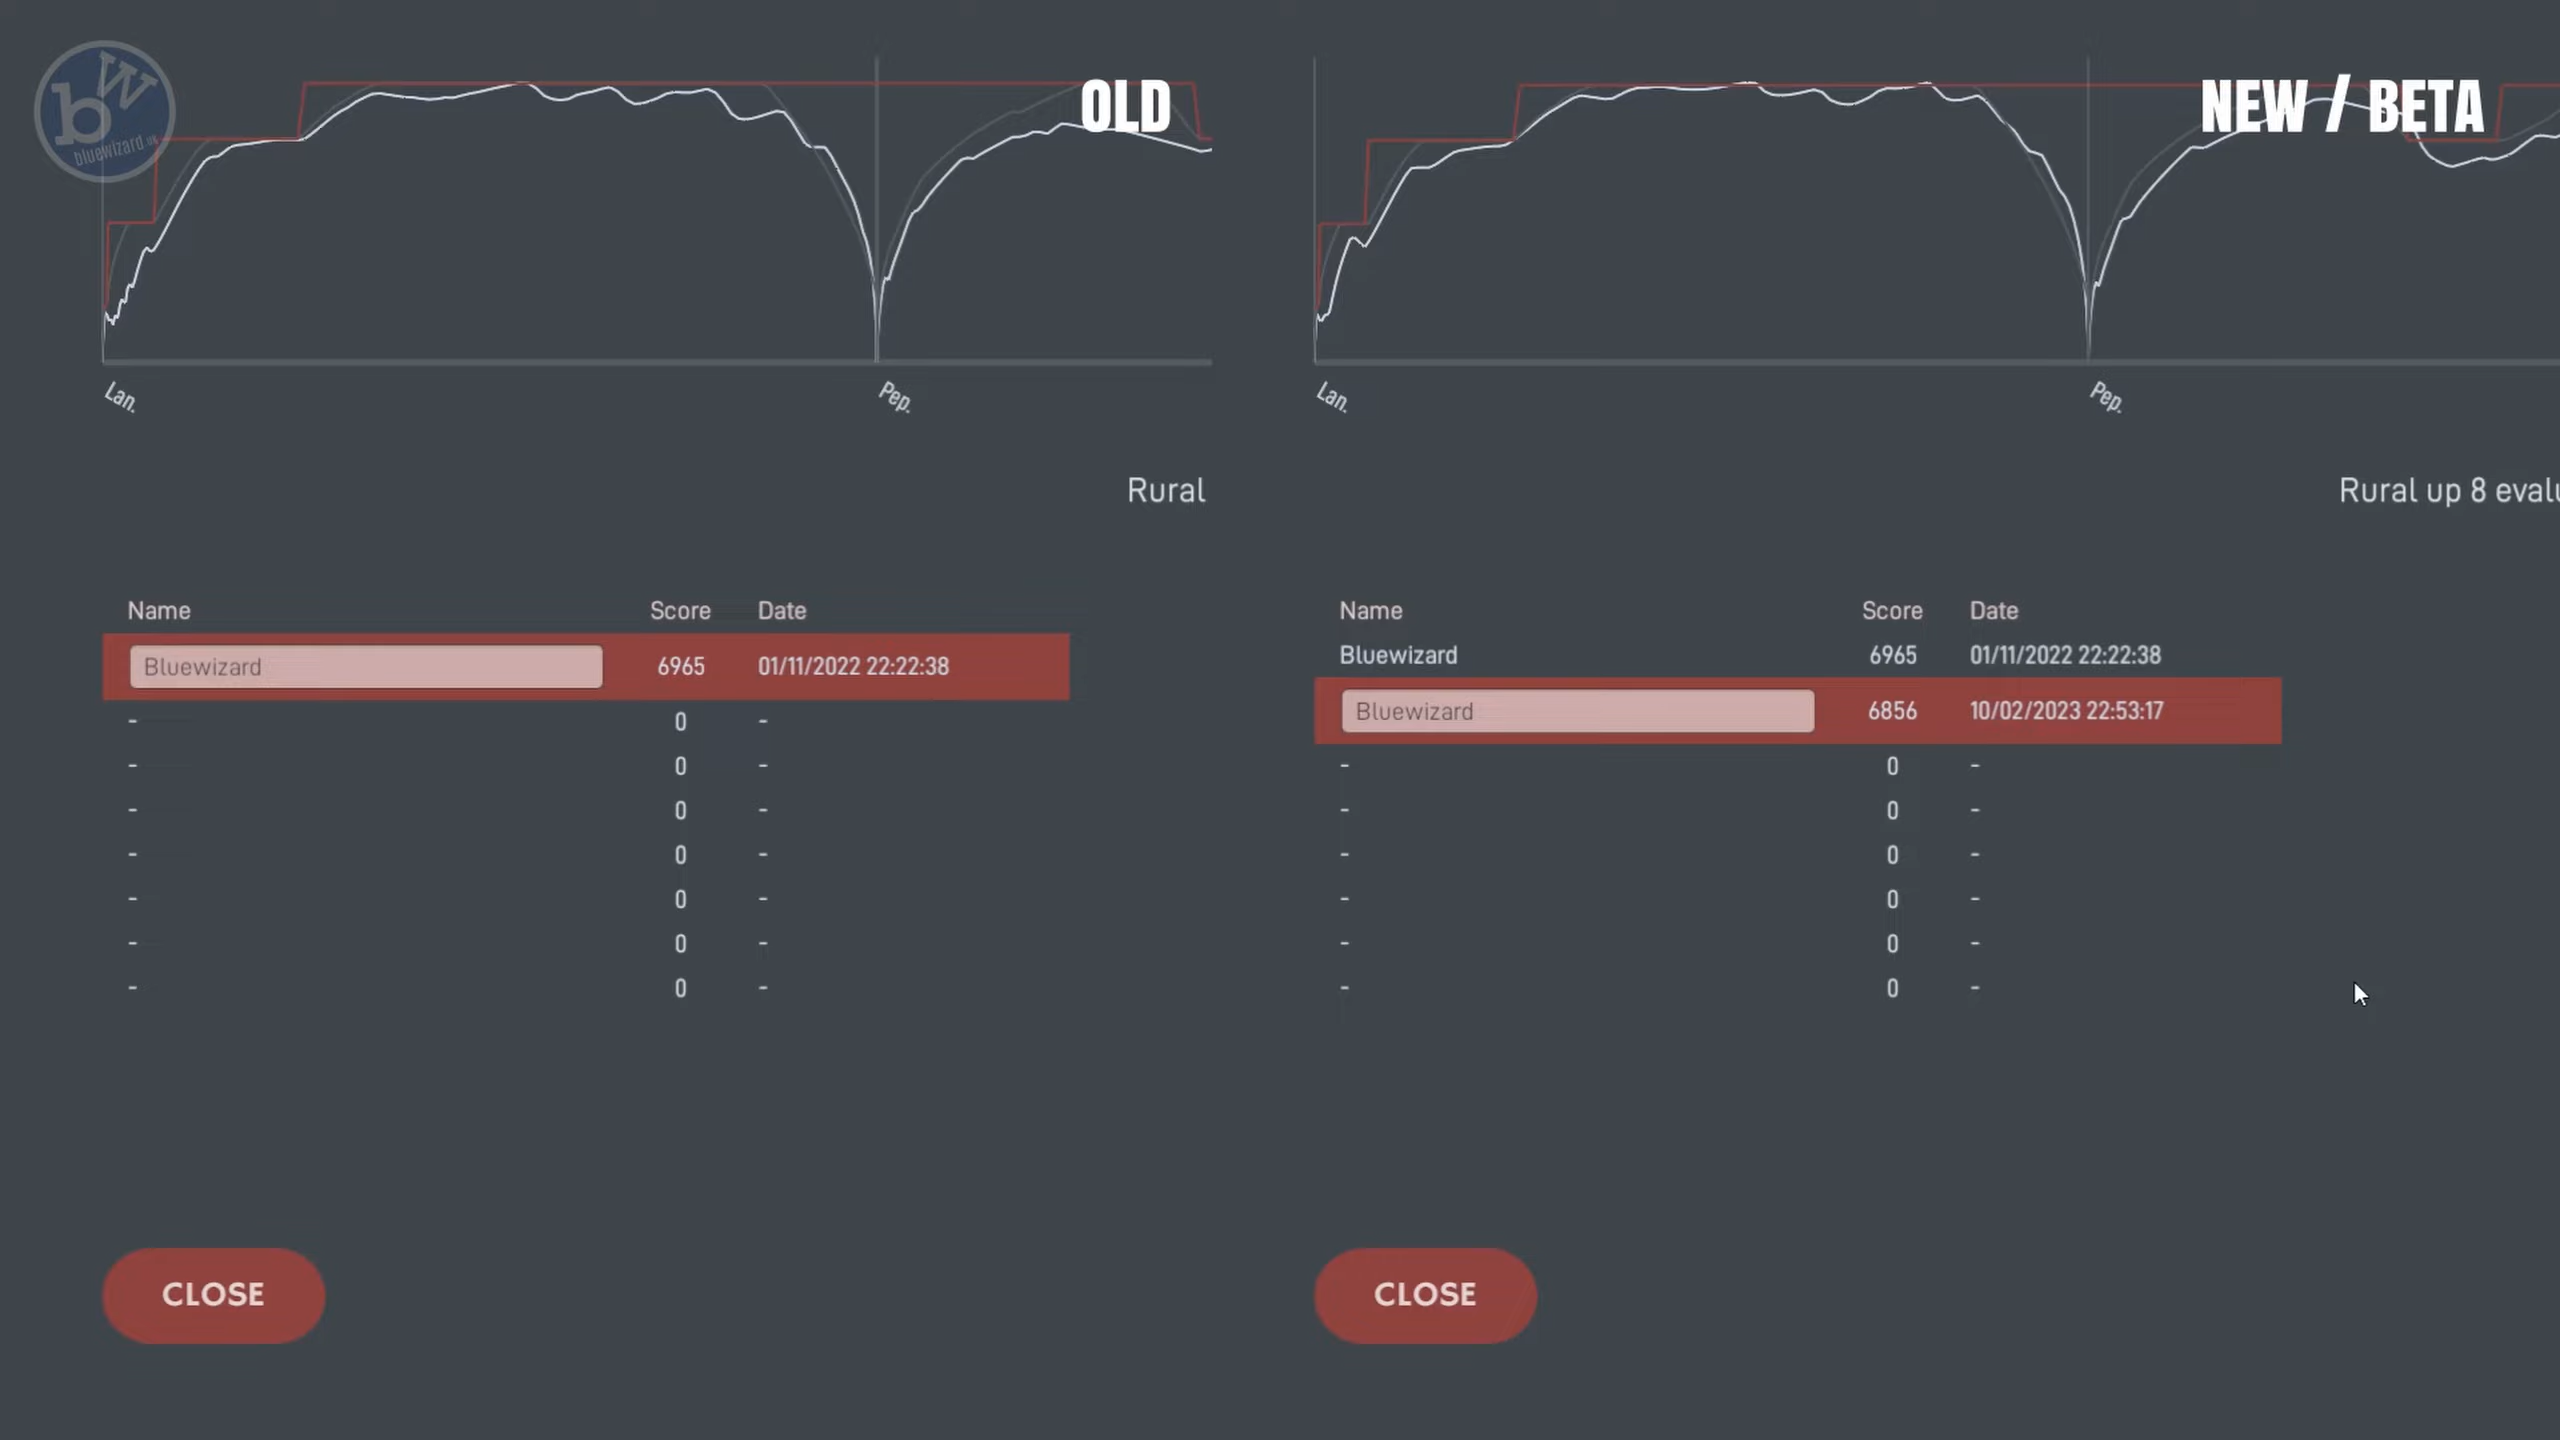 bw
bluewizard.uk
OLD
Lan.
Pep.
Rural
Name Score Date
Bluewizard 6965 01/11/2022 22:22:38
- 0 -
- 0 -
- 0 -
- 0 -
- 0 -
- 0 -
- 0 -
CLOSE
NEW / BETA
Lan.
Pep.
Rural up 8 evalu
Name Score Date
Bluewizard 6965 01/11/2022 22:22:38
Bluewizard 6856 10/02/2023 22:53:17
- 0 -
- 0 -
- 0 -
- 0 -
- 0 -
- 0 -
CLOSE